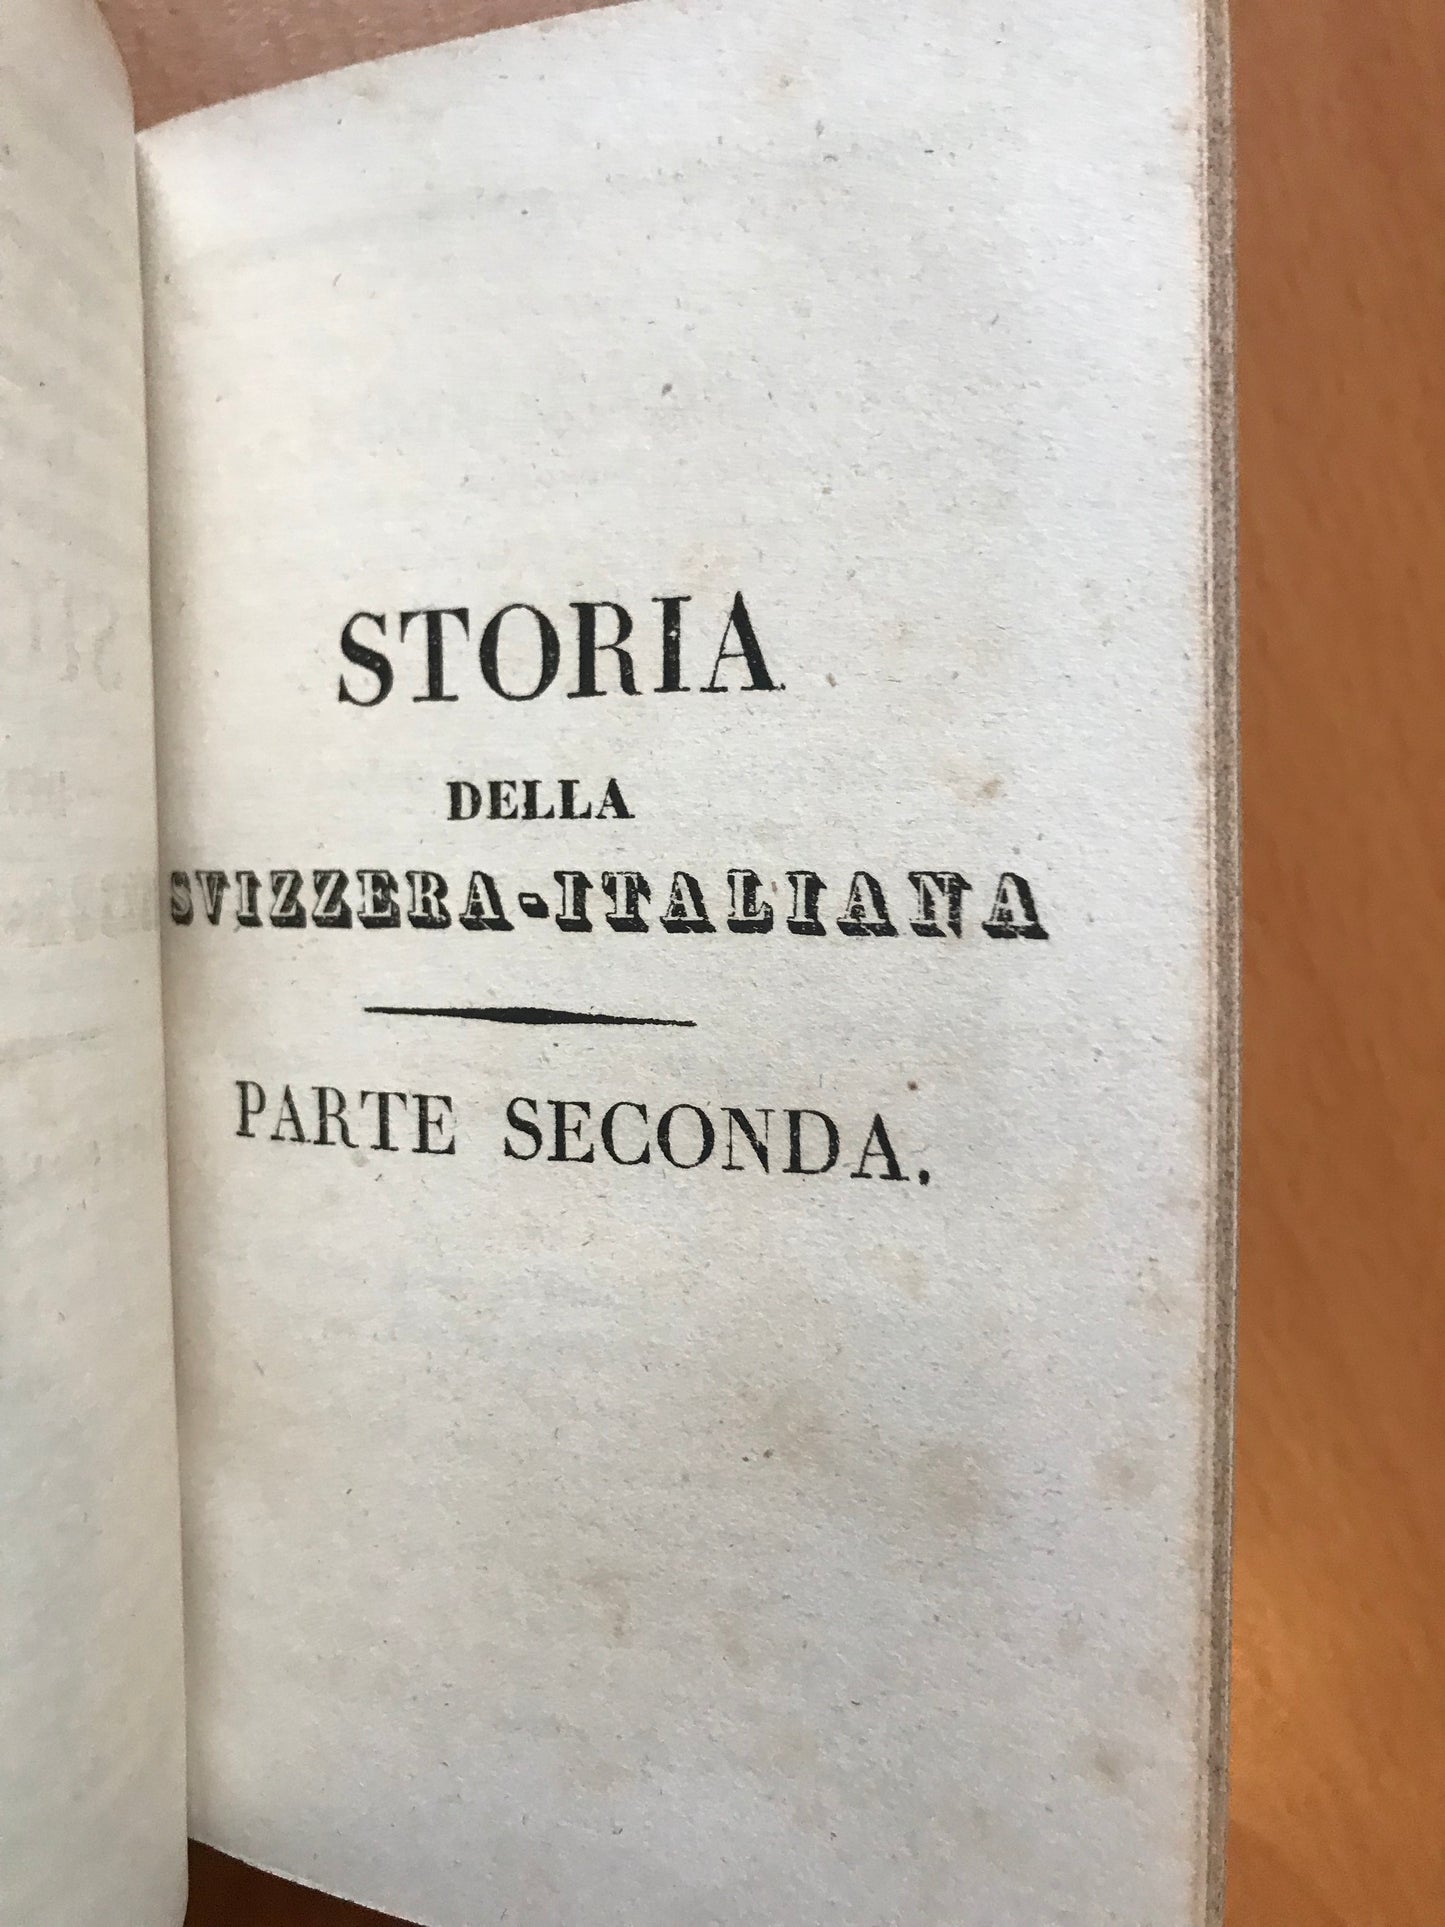 STORIA
DELLA
SVIZZERA-ITALIANA
PARTE SECONDA.